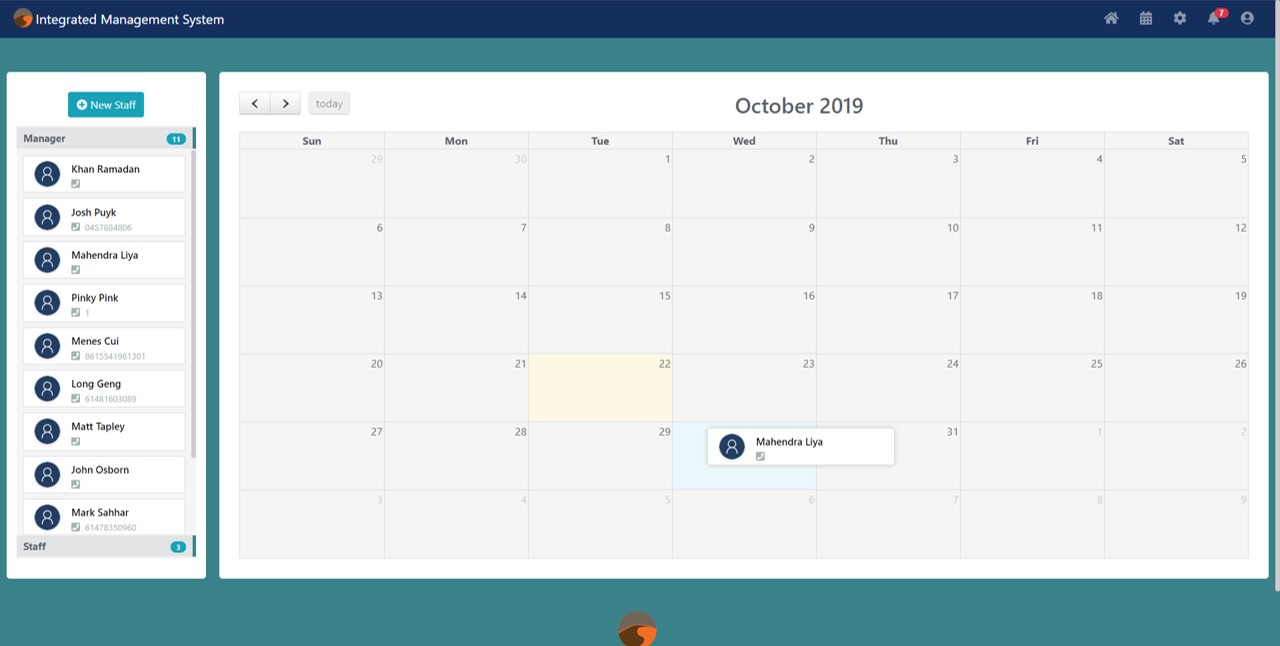 Integrated Management System
7
New Staff
Manager 11
Khan Ramadan
Josh Puyk
0457884806
Mahendra Liya
Pinky Pink
1
Menes Cui
8615541961301
Long Geng
61481603089
Matt Tapley
John Osborn
Mark Sahhar
61478350960
Staff 3
today
October 2019
Sun Mon Tue Wed Thu Fri Sat
29 30 1 2 3 4 5
6 7 8 9 10 11 12
13 14 15 16 17 18 19
20 21 22 23 24 25 26
27 28 29 31 1 2
Mahendra Liya
3 4 5 6 7 8 9